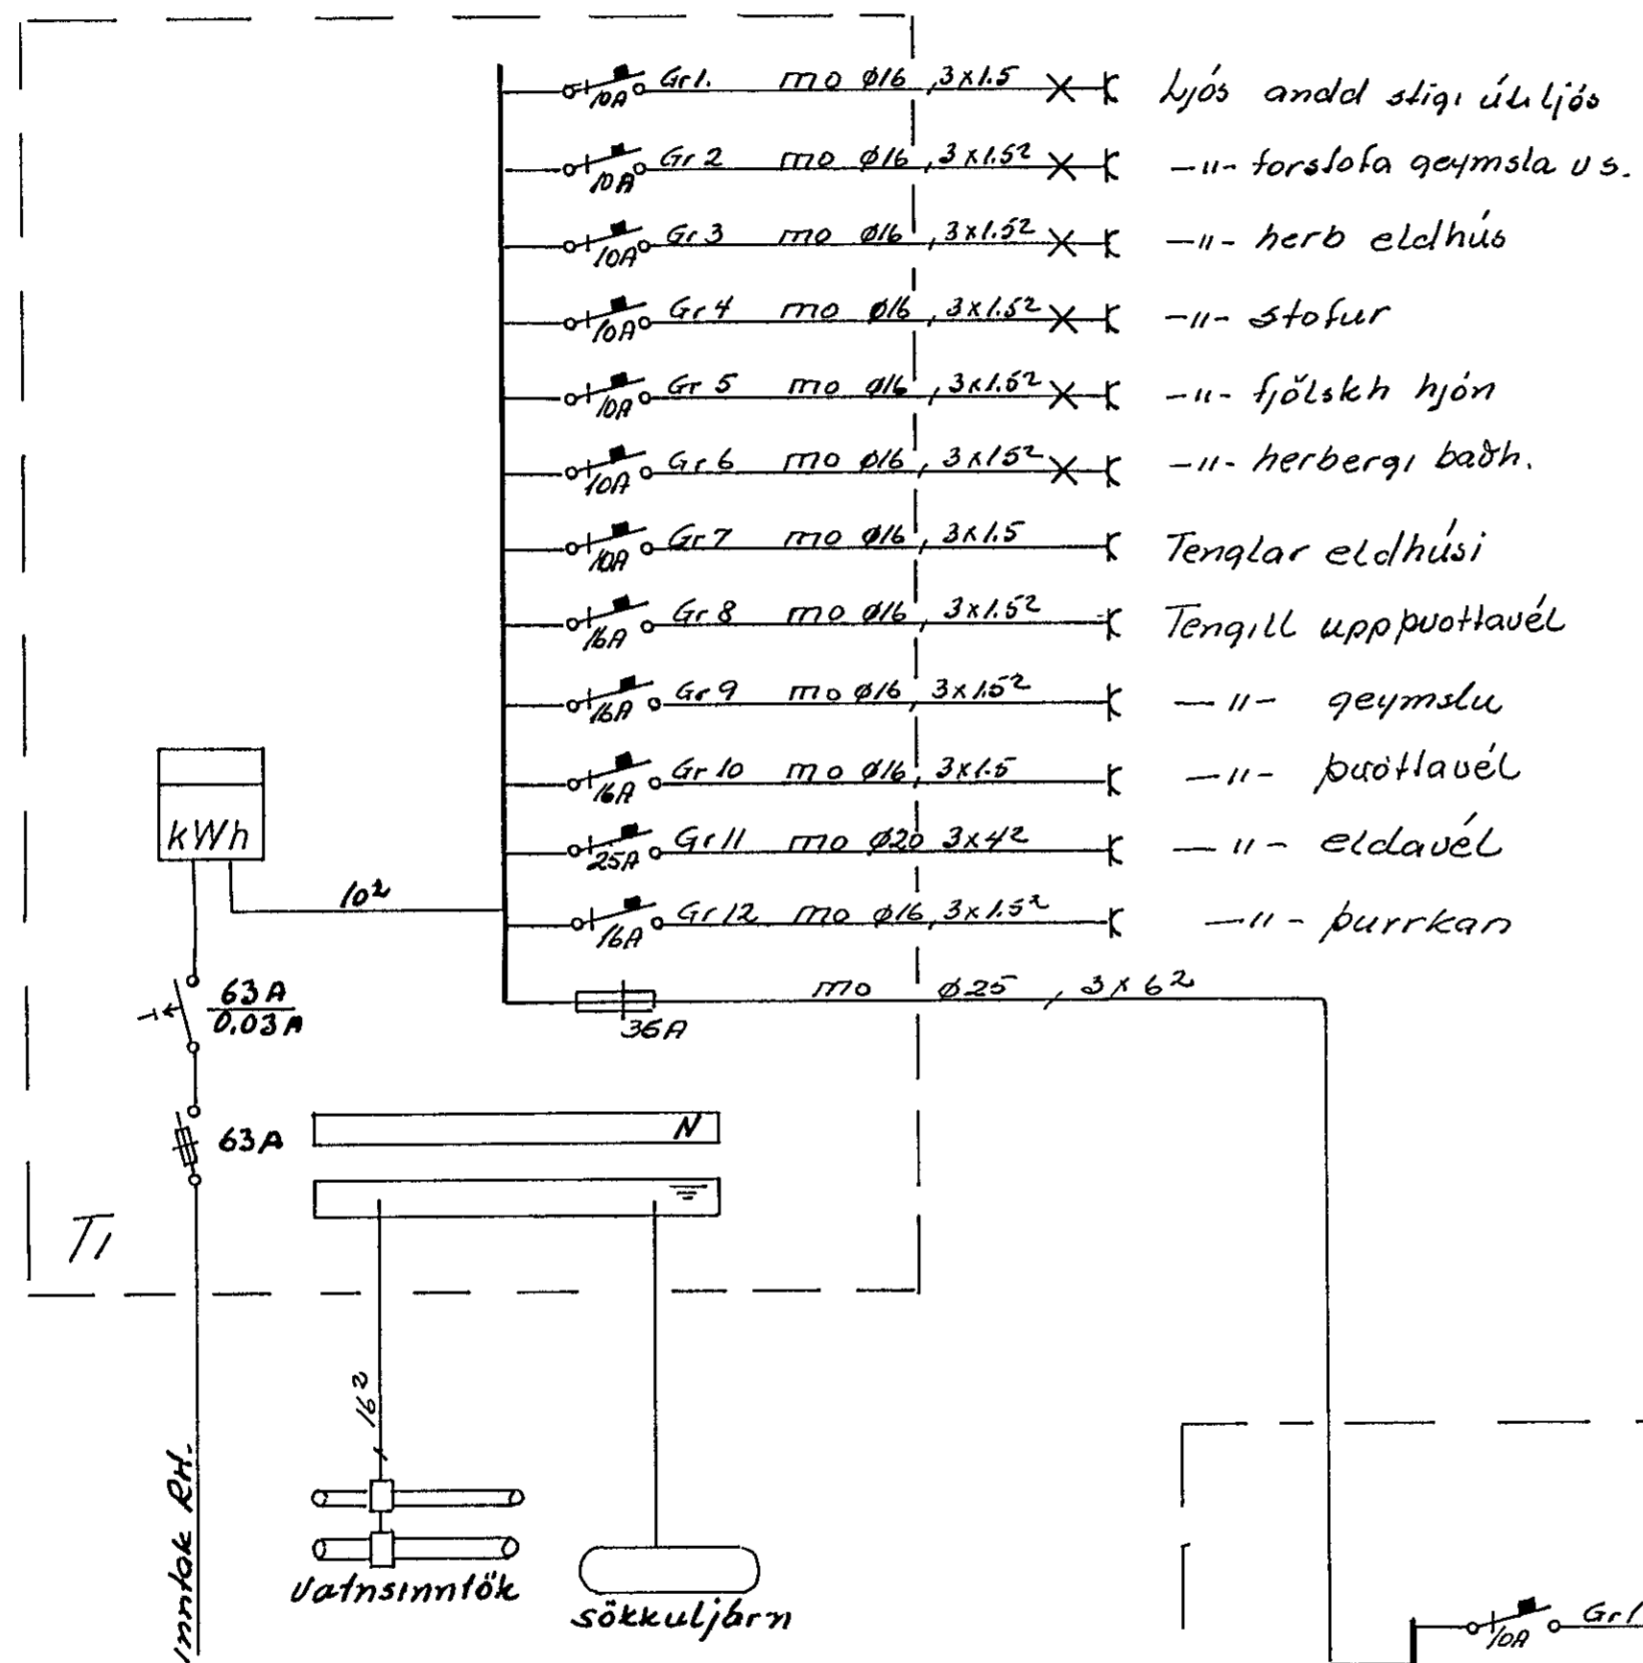 10A Gr1. mo ø16, 3x1.5 Ljós andd stigi útiljós
10A Gr 2 mo ø16, 3x1.5² —"- forstofa geymsla v s.
10A Gr 3 mo ø16, 3x1.5² —"- herb eldhús
10A Gr 4 mo ø16, 3x1.5² —"- stofur
10A Gr 5 mo ø16, 3x1.5² —"- fjölskh hjón
10A Gr 6 mo ø16, 3x1.5² —"- herbergi baðh.
10A Gr 7 mo ø16, 3x1.5 Tenglar eldhúsi
16A Gr 8 mo ø16, 3x1.5² Tengill uppþvottavél
16A Gr 9 mo ø16, 3x1.5² —"- geymslu
16A Gr 10 mo ø16, 3x1.5 —"- þvottavél
25A Gr 11 mo ø20 3x4² —"- eldavél
16A Gr 12 mo ø16, 3x1.5² —"- þurrkan
36A mo ø25, 3x6²
kWh
10²
63A
0.03A
63A
N
T1
16²
Inntak RH.
Vatnsinntök
sökkuljárn
10A Gr1